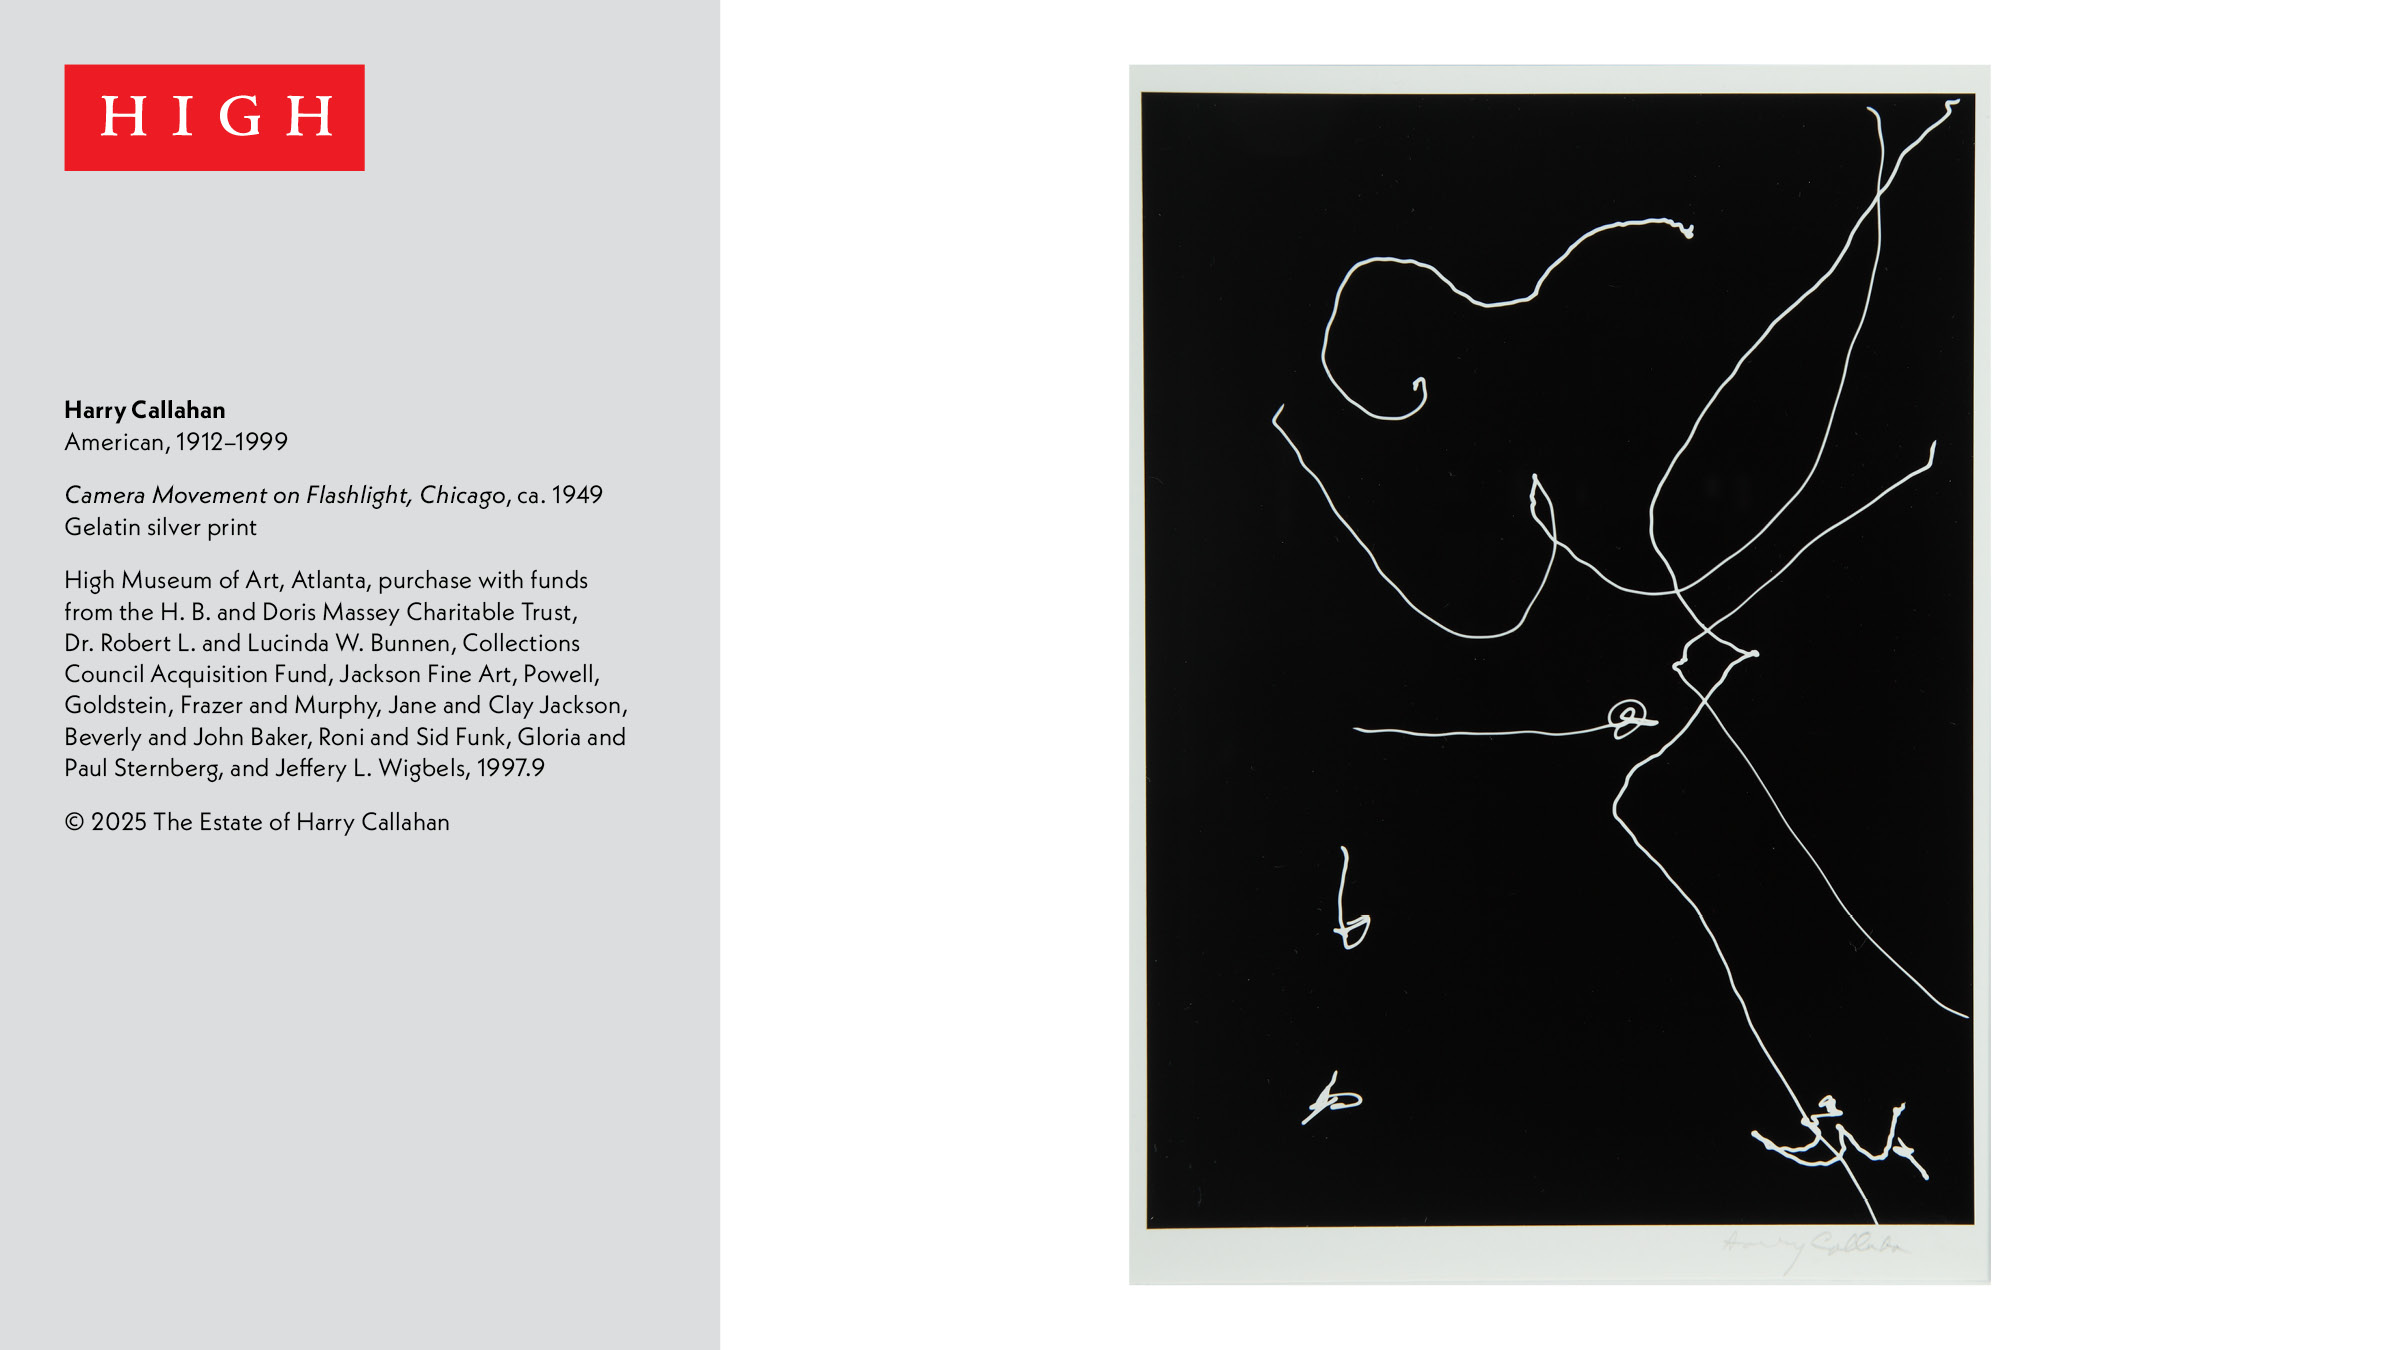 HIGH
Harry Callahan
American, 1912–1999
Camera Movement on Flashlight, Chicago, ca. 1949
Gelatin silver print
High Museum of Art, Atlanta, purchase with funds
from the H. B. and Doris Massey Charitable Trust,
Dr. Robert L. and Lucinda W. Bunnen, Collections
Council Acquisition Fund, Jackson Fine Art, Powell,
Goldstein, Frazer and Murphy, Jane and Clay Jackson,
Beverly and John Baker, Roni and Sid Funk, Gloria and
Paul Sternberg, and Jeffery L. Wigbels, 1997.9
© 2025 The Estate of Harry Callahan
Harry Callahan